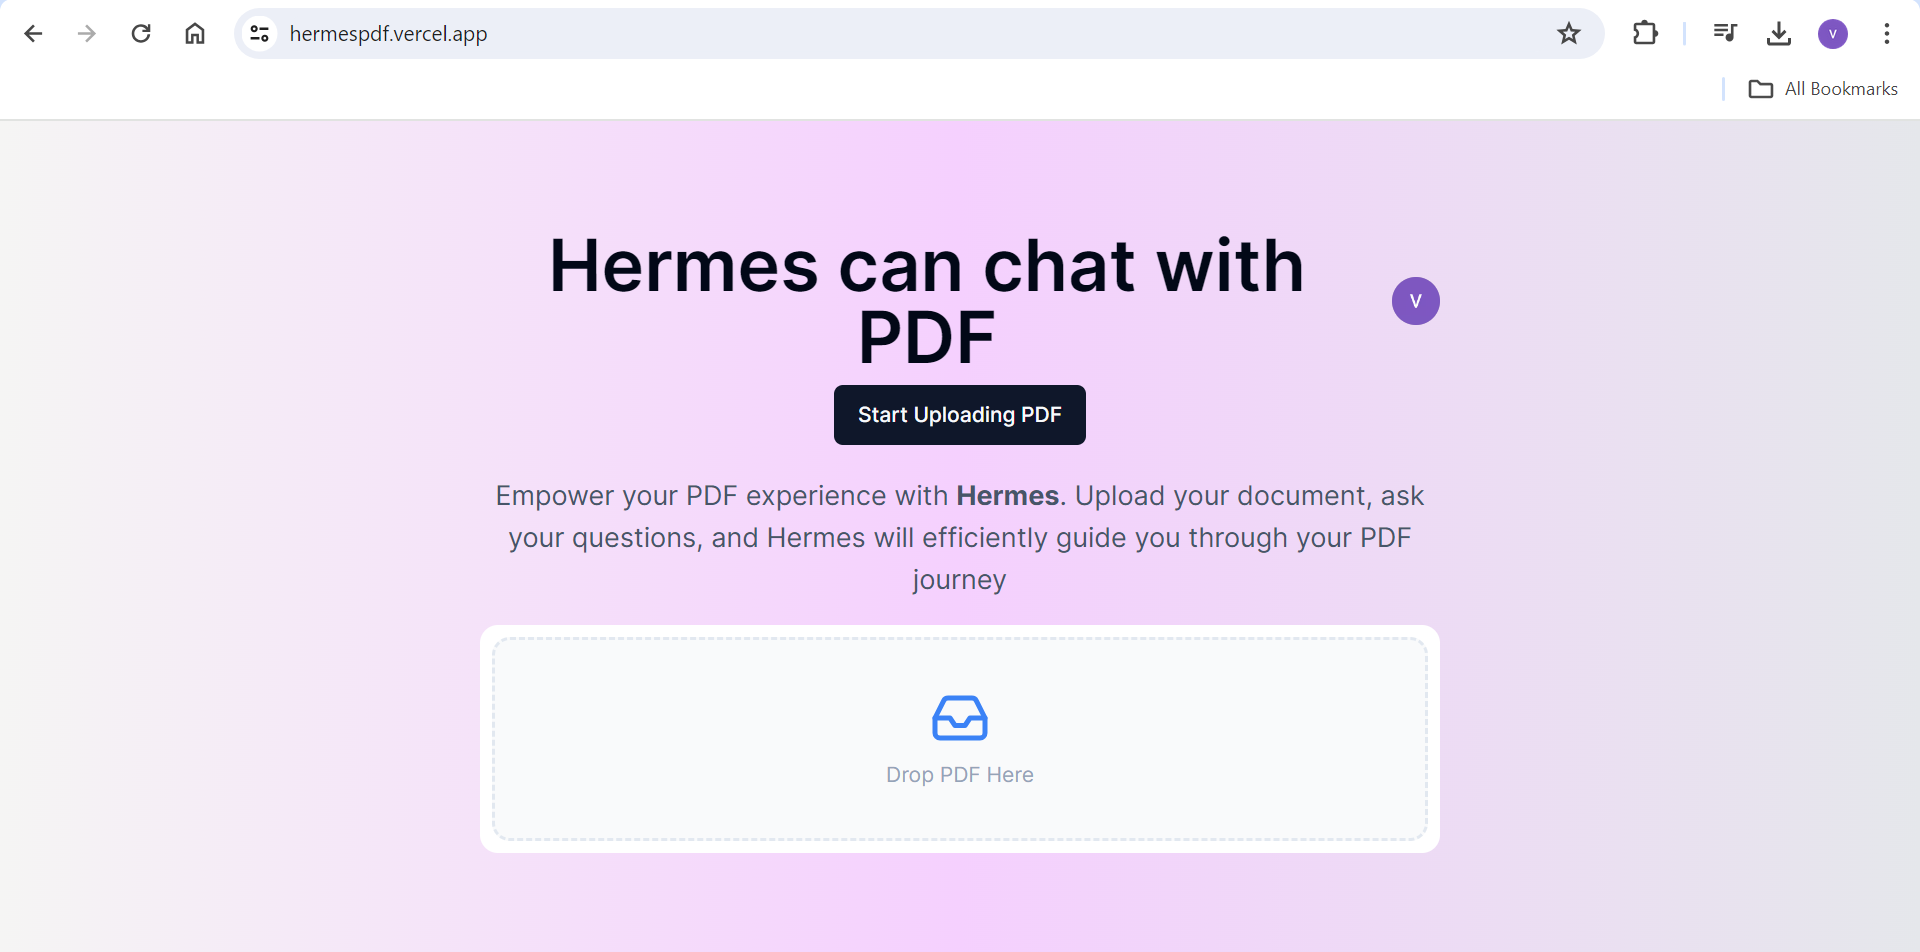 hermespdf.vercel.app
V
All Bookmarks
Hermes can chat with
PDF
V
Start Uploading PDF
Empower your PDF experience with Hermes. Upload your document, ask
your questions, and Hermes will efficiently guide you through your PDF
journey
Drop PDF Here